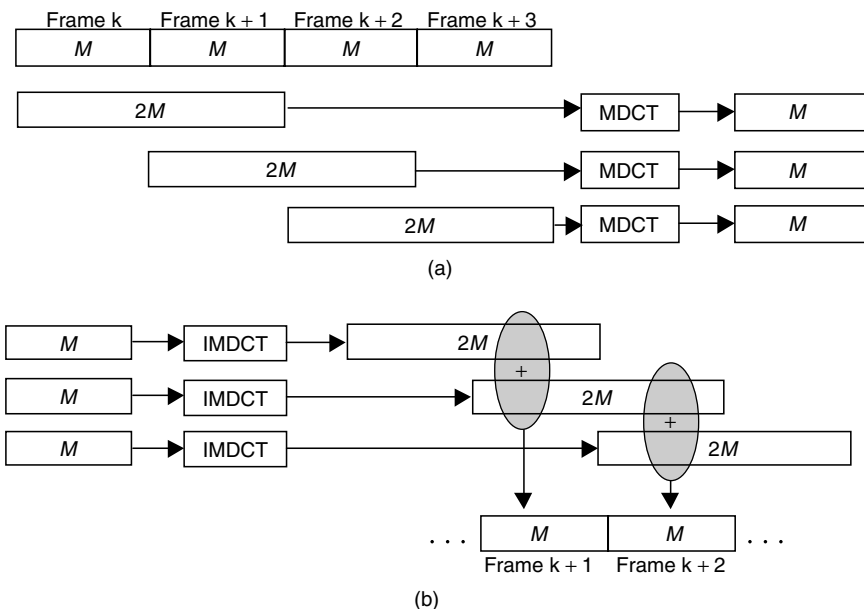 Frame k Frame k + 1 Frame k + 2 Frame k + 3
M M M M
2M MDCT M
2M MDCT M
2M MDCT M
(a)
M IMDCT 2M
+
M IMDCT 2M
+
M IMDCT 2M
. . . M M . . .
Frame k + 1 Frame k + 2
(b)